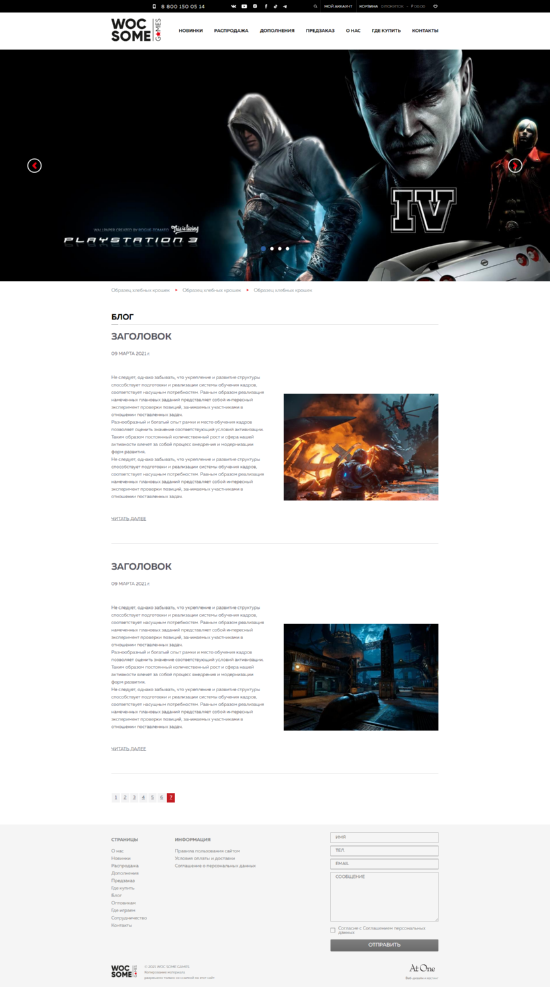 8 800 150 05 14
МОЙ АККАУНТ КОРЗИНА
WOC SOME GAMES
НОВИНКИ РАСПРОДАЖА ДОПОЛНЕНИЯ ПРЕДЗАКАЗ О НАС ГДЕ КУПИТЬ КОНТАКТЫ
IV
This is living
PLAYSTATION 3
Образец хлебных крошек • Образец хлебных крошек • Образец хлебных крошек
БЛОГ
ЗАГОЛОВОК
09 МАРТА 2021 г.
Не следует, однако забывать, что укрепление и развитие структуры
способствует подготовки и реализации системы обучения кадров,
соответствует насущным потребностям. Равным образом реализация
намеченных плановых заданий представляет собой интересный
эксперимент проверки позиций, занимаемых участниками в
отношении поставленных задач.
Разнообразный и богатый опыт рамки и место обучения кадров
позволяет оценить значение соответствующий условий активизации.
Таким образом постоянный количественный рост и сфера нашей
активности влечет за собой процесс внедрения и модернизации
форм развития.
Не следует, однако забывать, что укрепление и развитие структуры
способствует подготовки и реализации системы обучения кадров,
соответствует насущным потребностям. Равным образом реализация
намеченных плановых заданий представляет собой интересный
эксперимент проверки позиций, занимаемых участниками в
отношении поставленных задач.
ЧИТАТЬ ДАЛЕЕ
ЗАГОЛОВОК
09 МАРТА 2021 г.
Не следует, однако забывать, что укрепление и развитие структуры
способствует подготовки и реализации системы обучения кадров,
соответствует насущным потребностям. Равным образом реализация
намеченных плановых заданий представляет собой интересный
эксперимент проверки позиций, занимаемых участниками в
отношении поставленных задач.
Разнообразный и богатый опыт рамки и место обучения кадров
позволяет оценить значение соответствующий условий активизации.
Таким образом постоянный количественный рост и сфера нашей
активности влечет за собой процесс внедрения и модернизации
форм развития.
Не следует, однако забывать, что укрепление и развитие структуры
способствует подготовки и реализации системы обучения кадров,
соответствует насущным потребностям. Равным образом реализация
намеченных плановых заданий представляет собой интересный
эксперимент проверки позиций, занимаемых участниками в
отношении поставленных задач.
ЧИТАТЬ ДАЛЕЕ
1 2 3 4 5 6 7
СТРАНИЦЫ
О нас
Новинки
Распродажа
Дополнения
Предзаказ
Где купить
Блог
Оптовикам
Где играем
Сотрудничество
Контакты
ИНФОРМАЦИЯ
Правила пользования сайтом
Условия оплаты и доставки
Соглашение о персональных данных
ИМЯ
ТЕЛ.
EMAIL
СООБЩЕНИЕ
Согласие с Соглашением персональных
данных
ОТПРАВИТЬ
WOC SOME GAMES
© 2021 WOC SOME GAMES.
At One